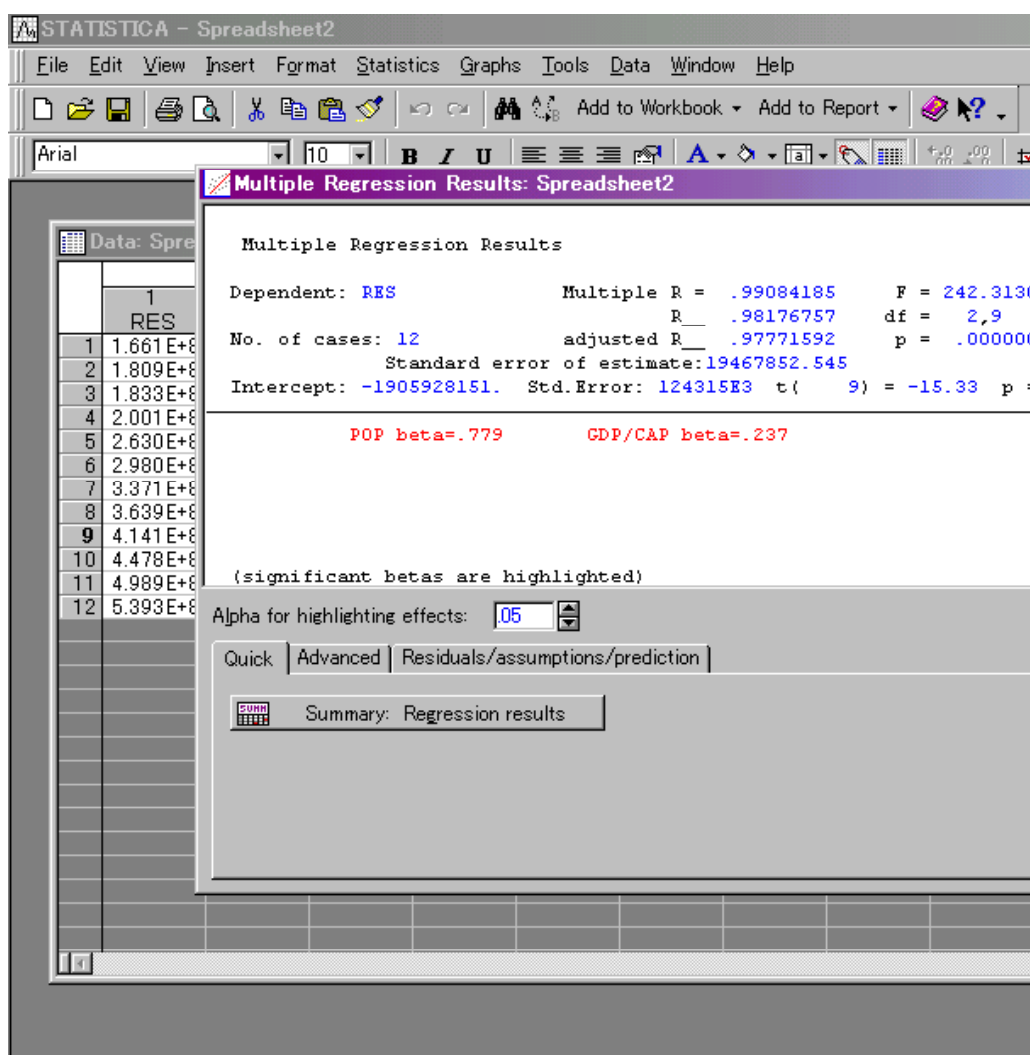 STATISTICA - Spreadsheet2
File Edit View Insert Format Statistics Graphs Tools Data Window Help
Add to Workbook Add to Report
Arial 10 B I U A
Multiple Regression Results: Spreadsheet2
Data: Spre
Multiple Regression Results
Dependent: RES Multiple R = .99084185 F = 242.3130
R__ .98176757 df = 2,9
No. of cases: 12 adjusted R__ .97771592 p = .000000
Standard error of estimate:19467852.545
Intercept: -1905928151. Std.Error: 124315E3 t( 9) = -15.33 p =
POP beta=.779 GDP/CAP beta=.237
(significant betas are highlighted)
1
RES
1 1.661E+8
2 1.809E+8
3 1.833E+8
4 2.001E+8
5 2.630E+8
6 2.980E+8
7 3.371E+8
8 3.639E+8
9 4.141E+8
10 4.478E+8
11 4.989E+8
12 5.393E+8
Alpha for highlighting effects: .05
Quick Advanced Residuals/assumptions/prediction
SUMM Summary: Regression results